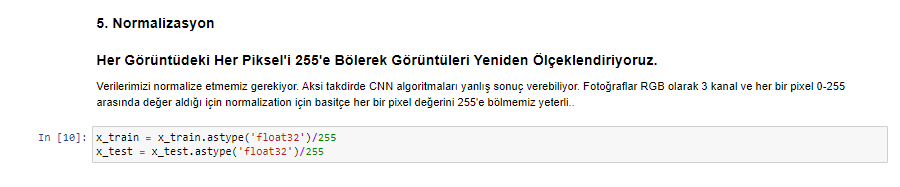 5. Normalizasyon
Her Görüntüdeki Her Piksel'i 255'e Bölerek Görüntüleri Yeniden Ölçeklendiriyoruz.
Verilerimizi normalize etmemiz gerekiyor. Aksi takdirde CNN algoritmaları yanlış sonuç verebiliyor. Fotoğraflar RGB olarak 3 kanal ve her bir pixel 0-255
arasında değer aldığı için normalization için basitçe her bir pixel değerini 255'e bölmemiz yeterli..
In [10]: x_train = x_train.astype('float32')/255
x_test = x_test.astype('float32')/255